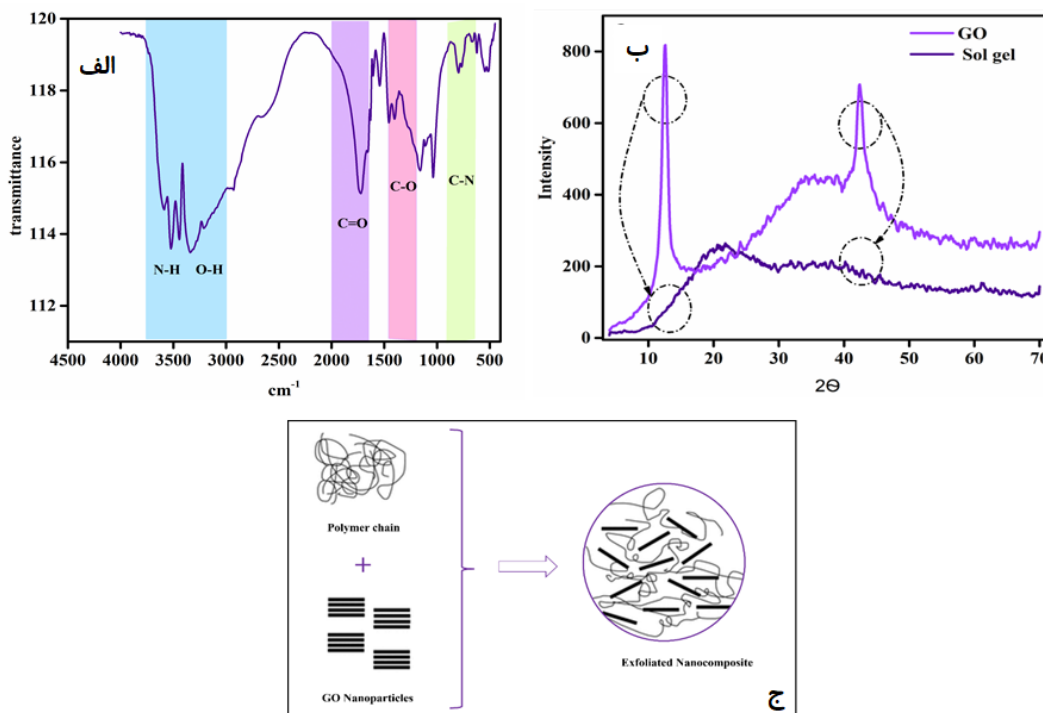 الف
120
119
118
116
114
112
111
transmittance
N-H
O-H
C=O
C-O
C-N
4500
4000
3500
3000
2000
1500
1000
500
cm⁻¹
ب
GO
Sol gel
800
600
400
200
0
Intensity
10
20
30
40
50
60
70
2Θ
Polymer chain
+
GO Nanoparticles
Exfoliated Nanocomposite
ج